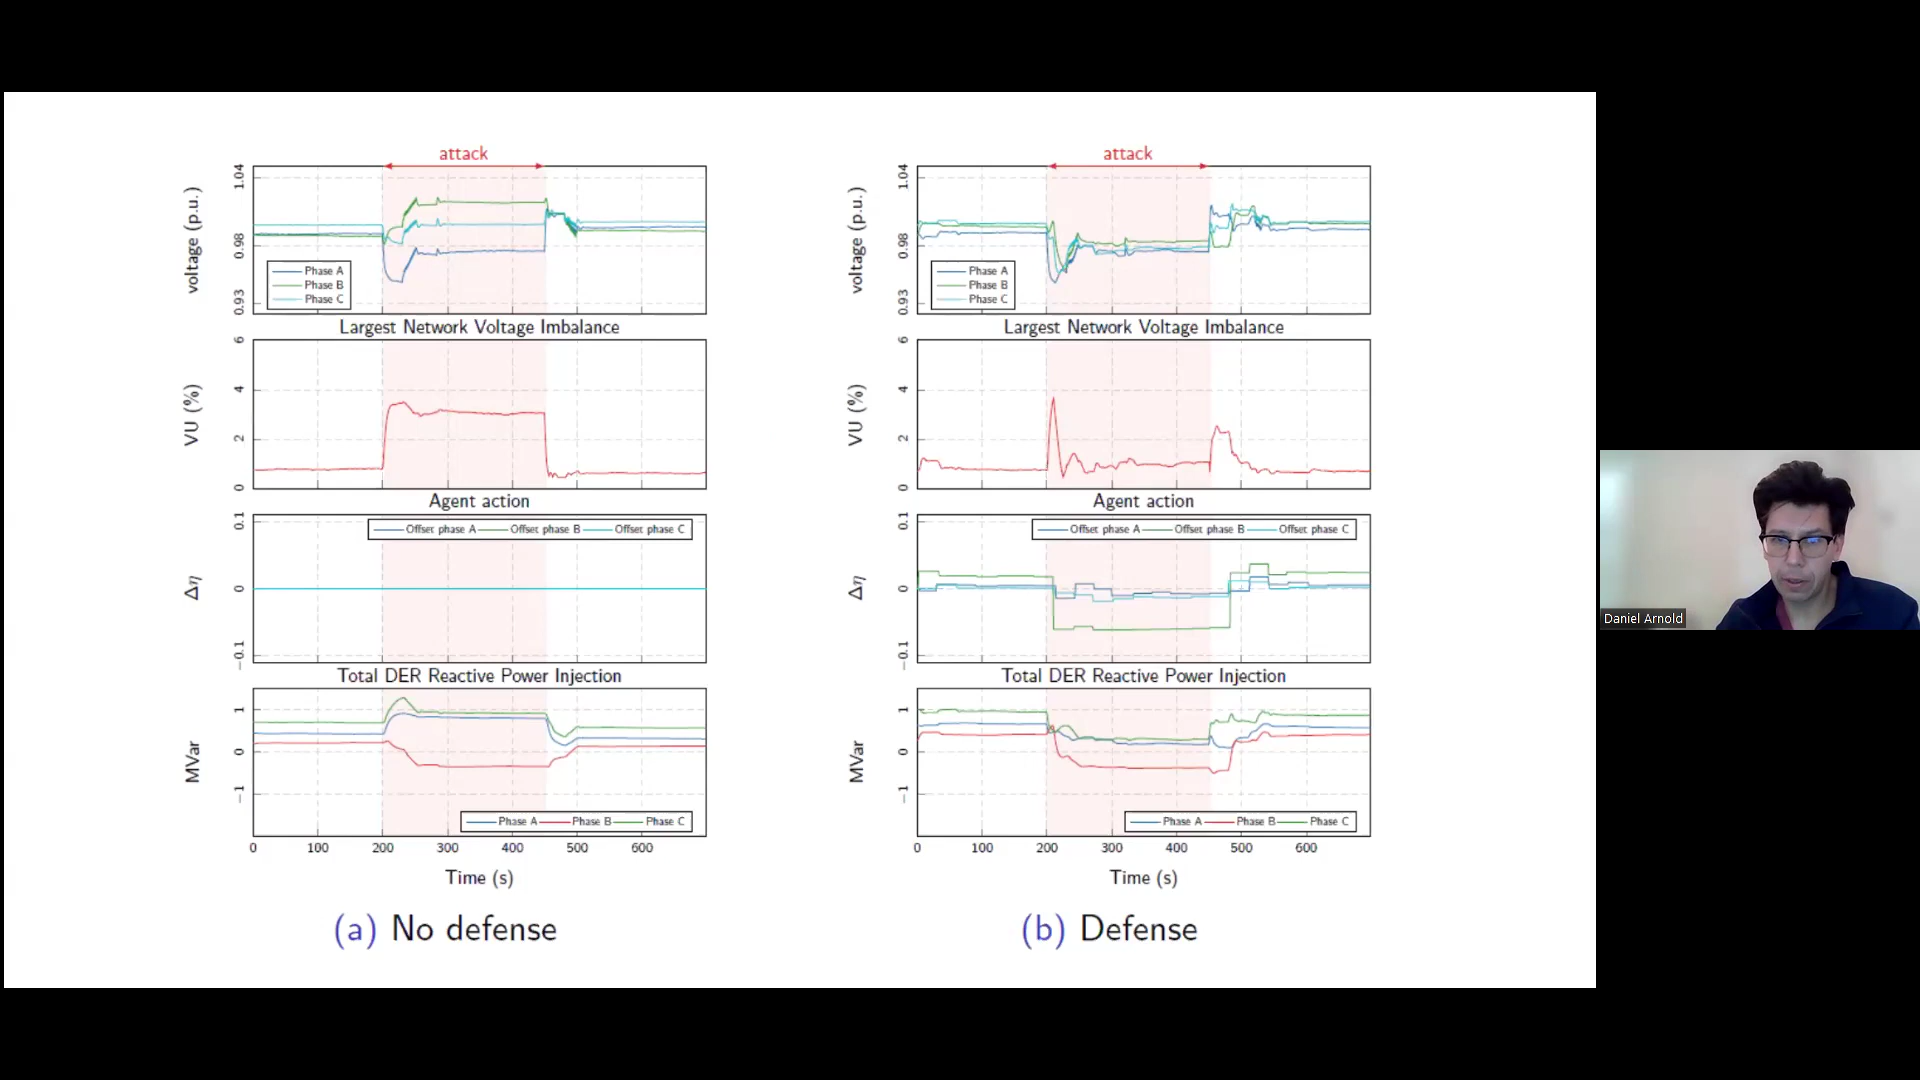 attack
voltage (p.u.)
1.04
0.98
0.93
Phase A
Phase B
Phase C
Largest Network Voltage Imbalance
VU (%)
6
4
2
0
Agent action
Δη
0.1
0
−0.1
Offset phase A
Offset phase B
Offset phase C
Total DER Reactive Power Injection
MVar
1
0
−1
Phase A
Phase B
Phase C
0 100 200 300 400 500 600
Time (s)
(a) No defense
attack
voltage (p.u.)
1.04
0.98
0.93
Phase A
Phase B
Phase C
Largest Network Voltage Imbalance
VU (%)
6
4
2
0
Agent action
Δη
0.1
0
−0.1
Offset phase A
Offset phase B
Offset phase C
Total DER Reactive Power Injection
MVar
1
0
−1
Phase A
Phase B
Phase C
0 100 200 300 400 500 600
Time (s)
(b) Defense
Daniel Arnold